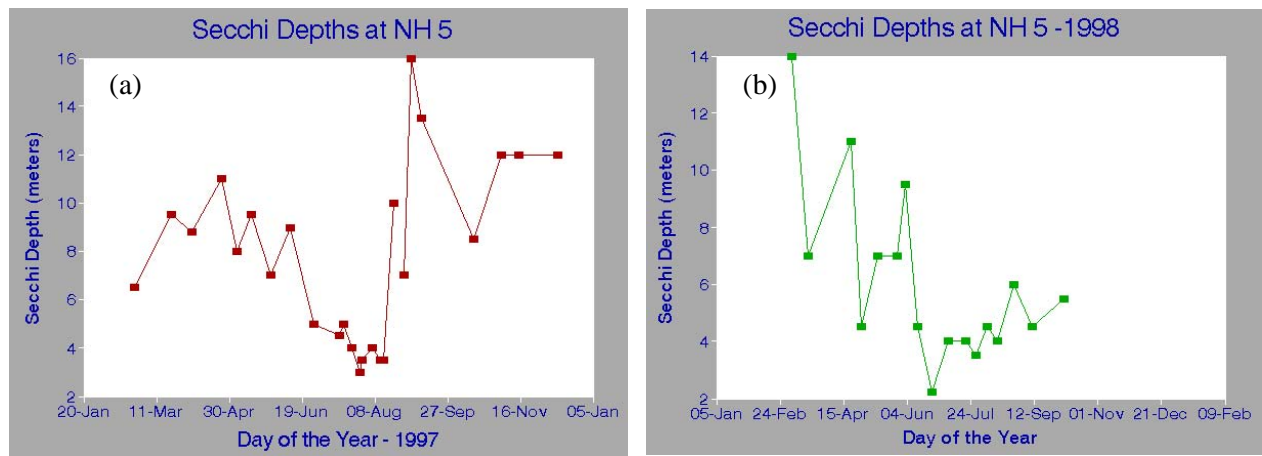 Secchi Depths at NH 5
(a)
16
14
12
10
8
6
4
2
Secchi Depth (meters)
20-Jan 11-Mar 30-Apr 19-Jun 08-Aug 27-Sep 16-Nov 05-Jan
Day of the Year - 1997
Secchi Depths at NH 5 -1998
(b)
14
12
10
8
6
4
2
Secchi Depth (meters)
05-Jan 24-Feb 15-Apr 04-Jun 24-Jul 12-Sep 01-Nov 21-Dec 09-Feb
Day of the Year